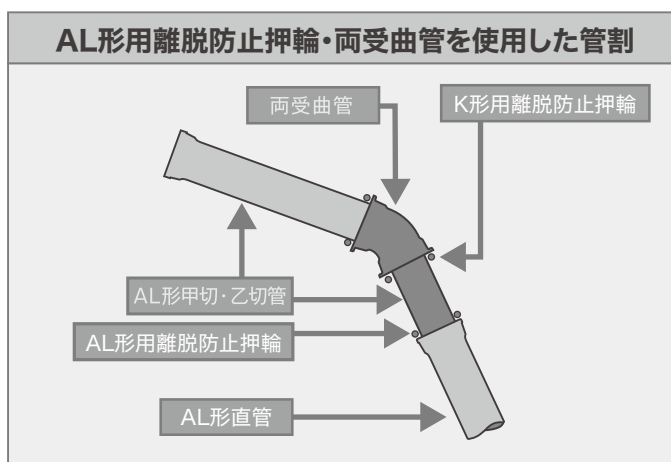 AL形用離脱防止押輪・両受曲管を使用した管割
両受曲管
K形用離脱防止押輪
AL形甲切・乙切管
AL形用離脱防止押輪
AL形直管